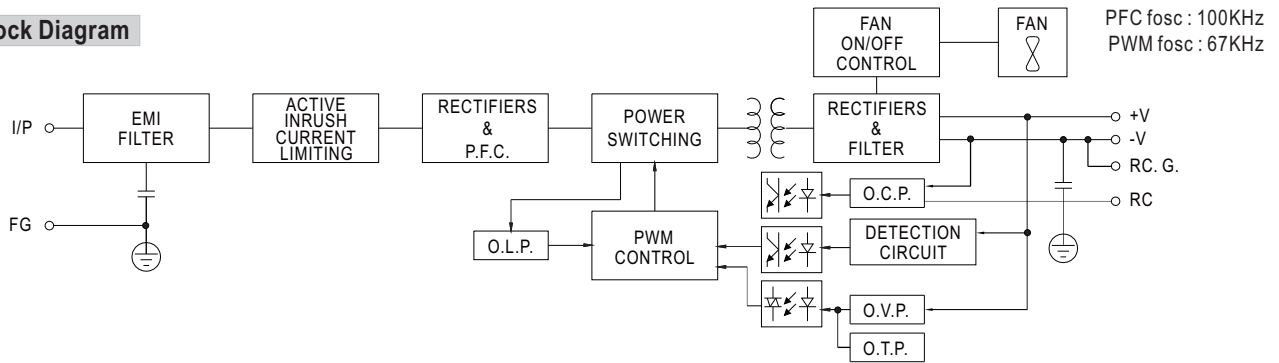 ock Diagram
PFC fosc : 100KHz
PWM fosc : 67KHz
FAN
ON/OFF
CONTROL
FAN
I/P
EMI
FILTER
ACTIVE
INRUSH
CURRENT
LIMITING
RECTIFIERS
&
P.F.C.
POWER
SWITCHING
RECTIFIERS
&
FILTER
+V
-V
RC. G.
RC
FG
O.L.P.
PWM
CONTROL
O.C.P.
DETECTION
CIRCUIT
O.V.P.
O.T.P.